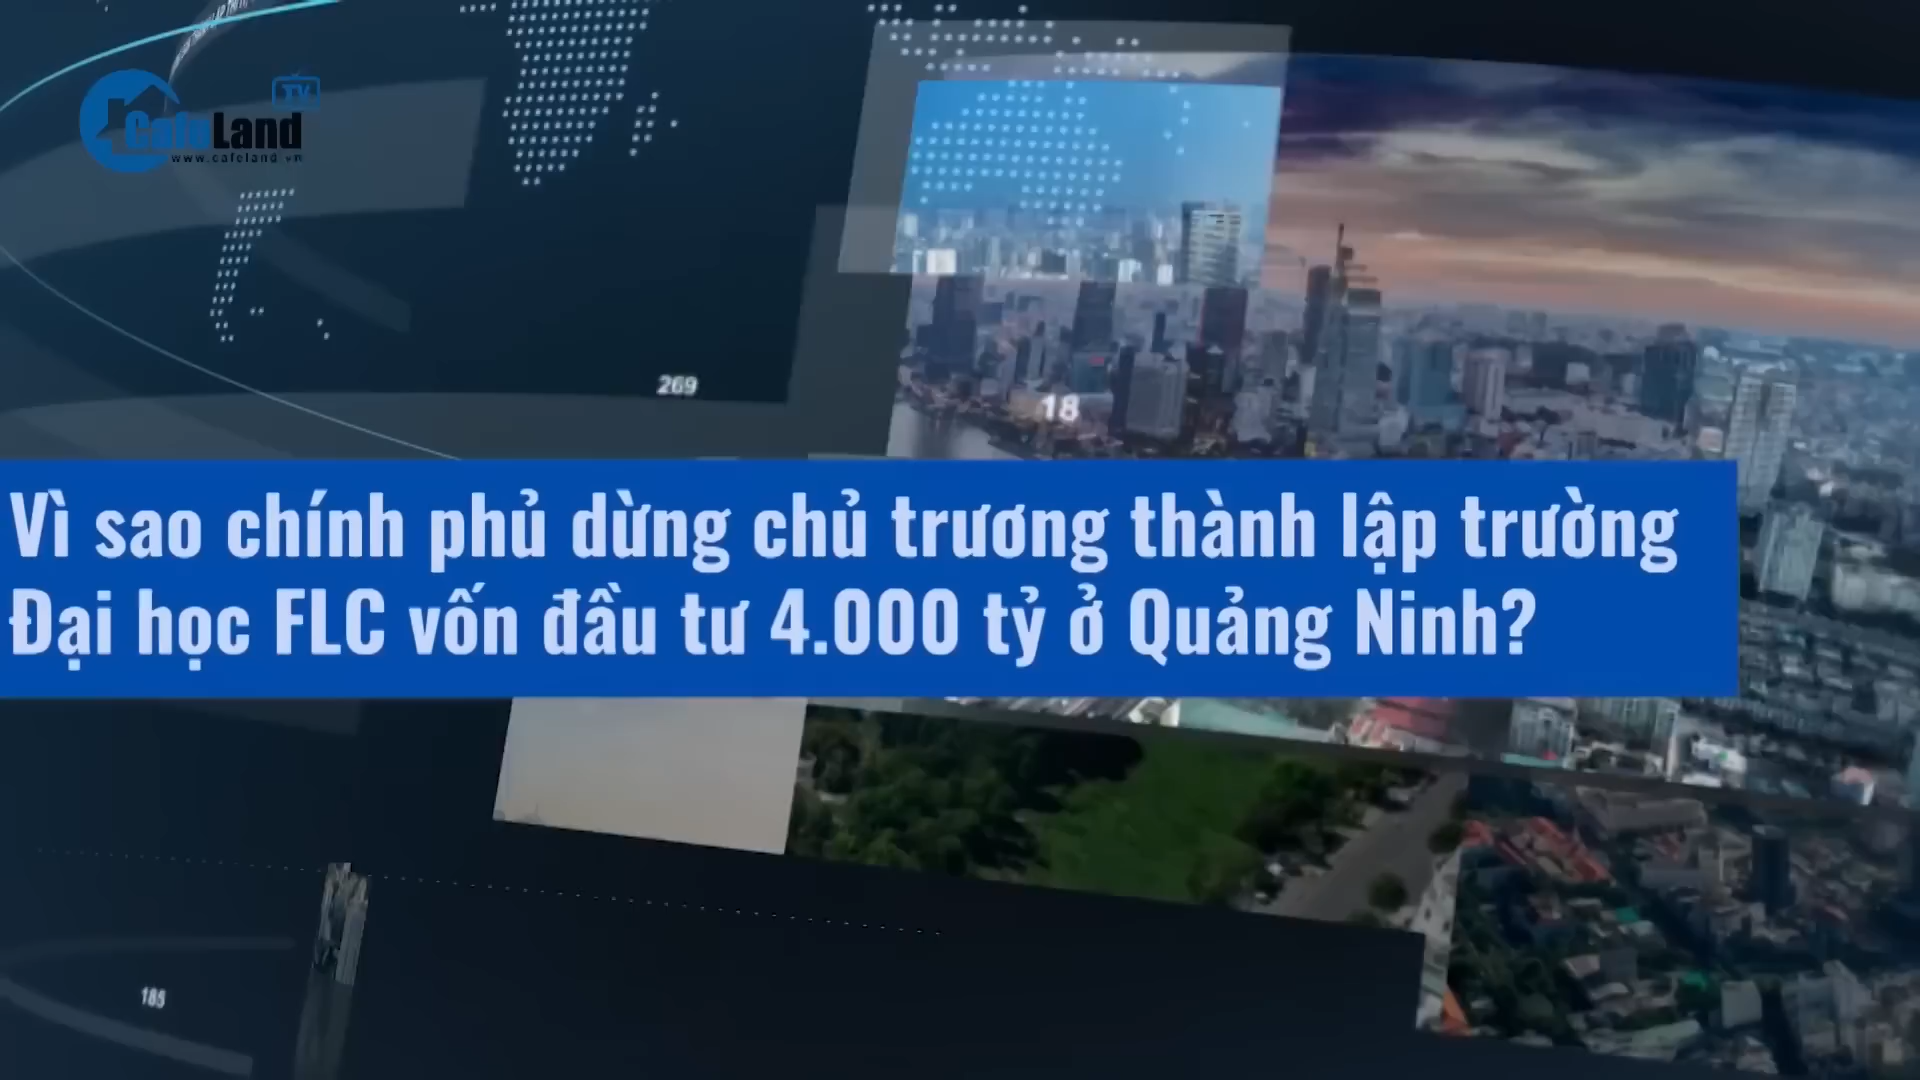 TV
CafeLand
www.cafeland.vn
269
18
Vì sao chính phủ dừng chủ trương thành lập trường
Đại học FLC vốn đầu tư 4.000 tỷ ở Quảng Ninh?
185